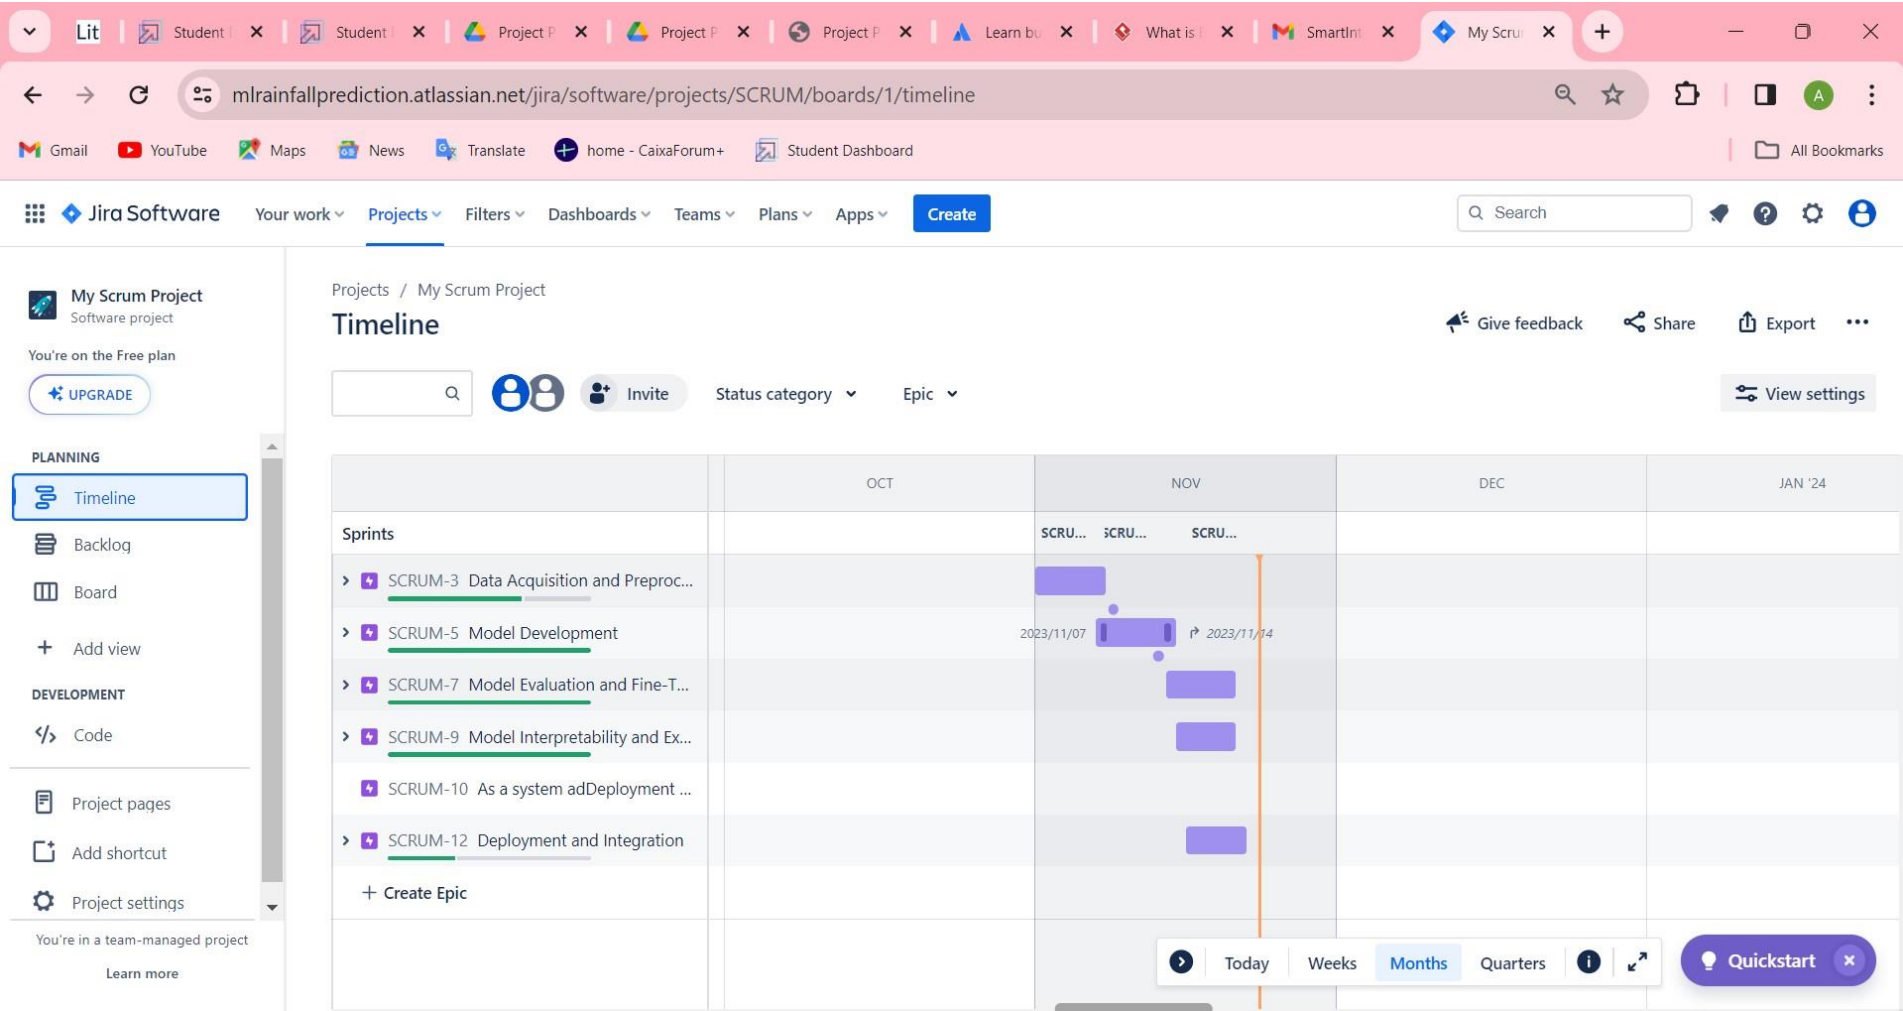 Lit Student Student Project P Project P Project P Learn bu What is SmartInt My Scru
mlrainfallprediction.atlassian.net/jira/software/projects/SCRUM/boards/1/timeline A
Gmail YouTube Maps News Translate home - CaixaForum+ Student Dashboard All Bookmarks
Jira Software Your work Projects Filters Dashboards Teams Plans Apps Create Search
My Scrum Project
Software project
You're on the Free plan
UPGRADE
PLANNING
Timeline
Backlog
Board
Add view
DEVELOPMENT
Code
Project pages
Add shortcut
Project settings
You're in a team-managed project
Learn more
Projects / My Scrum Project
Timeline
Give feedback Share Export
Invite Status category Epic View settings
OCT NOV DEC JAN '24
Sprints SCRU... SCRU... SCRU...
SCRUM-3 Data Acquisition and Preproc...
SCRUM-5 Model Development 2023/11/07 2023/11/14
SCRUM-7 Model Evaluation and Fine-T...
SCRUM-9 Model Interpretability and Ex...
SCRUM-10 As a system adDeployment ...
SCRUM-12 Deployment and Integration
+ Create Epic
Today Weeks Months Quarters Quickstart